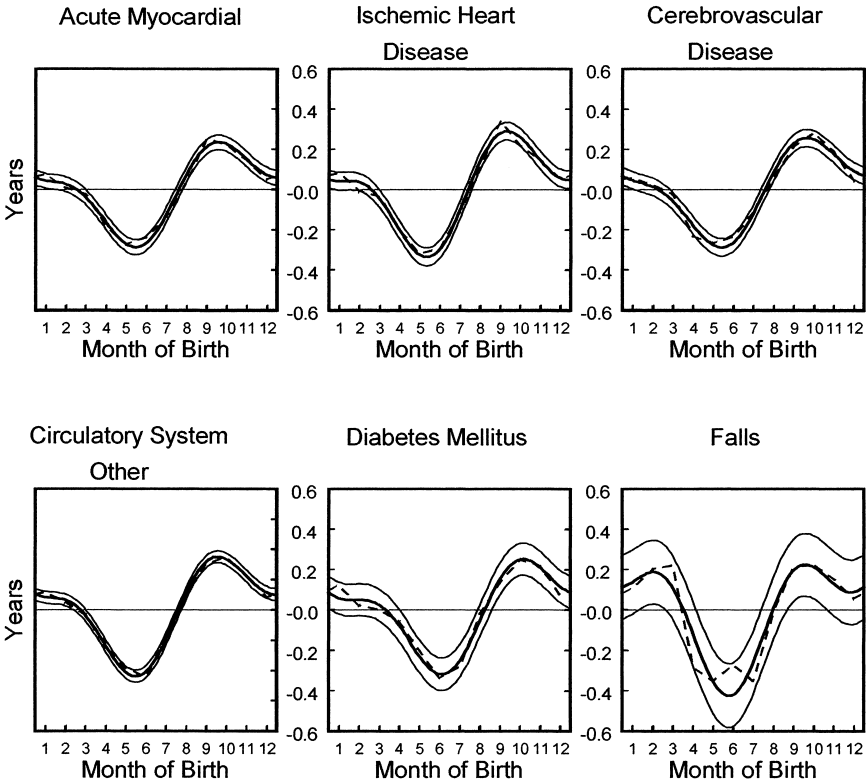 Acute Myocardial
Ischemic Heart
Disease
Cerebrovascular
Disease
Years
0.6
0.4
0.2
-0.0
-0.2
-0.4
-0.6
0.6
0.4
0.2
-0.0
-0.2
-0.4
-0.6
1 2 3 4 5 6 7 8 9 10 11 12
Month of Birth
1 2 3 4 5 6 7 8 9 10 11 12
Month of Birth
1 2 3 4 5 6 7 8 9 10 11 12
Month of Birth
Circulatory System
Other
Diabetes Mellitus
Falls
Years
0.6
0.4
0.2
-0.0
-0.2
-0.4
-0.6
0.6
0.4
0.2
-0.0
-0.2
-0.4
-0.6
1 2 3 4 5 6 7 8 9 10 11 12
Month of Birth
1 2 3 4 5 6 7 8 9 10 11 12
Month of Birth
1 2 3 4 5 6 7 8 9 10 11 12
Month of Birth